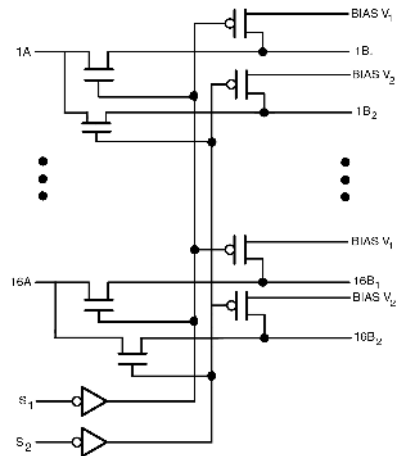 BIAS V₁
1A
1B.
BIAS V₂
1B₂
BIAS V₁
16A
16B₁
BIAS V₂
16B₂
S₁
S₂